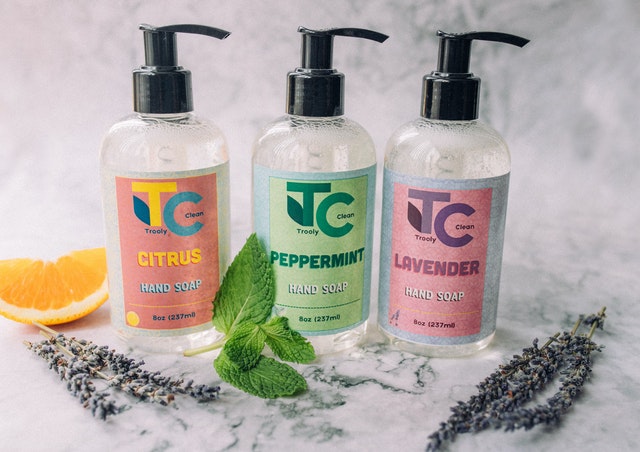 TC
Trooly Clean
CITRUS
HAND SOAP
8oz (237ml)
TC
Trooly Clean
PEPPERMINT
HAND SOAP
8oz (237ml)
TC
Trooly Clean
LAVENDER
HAND SOAP
8oz (237ml)